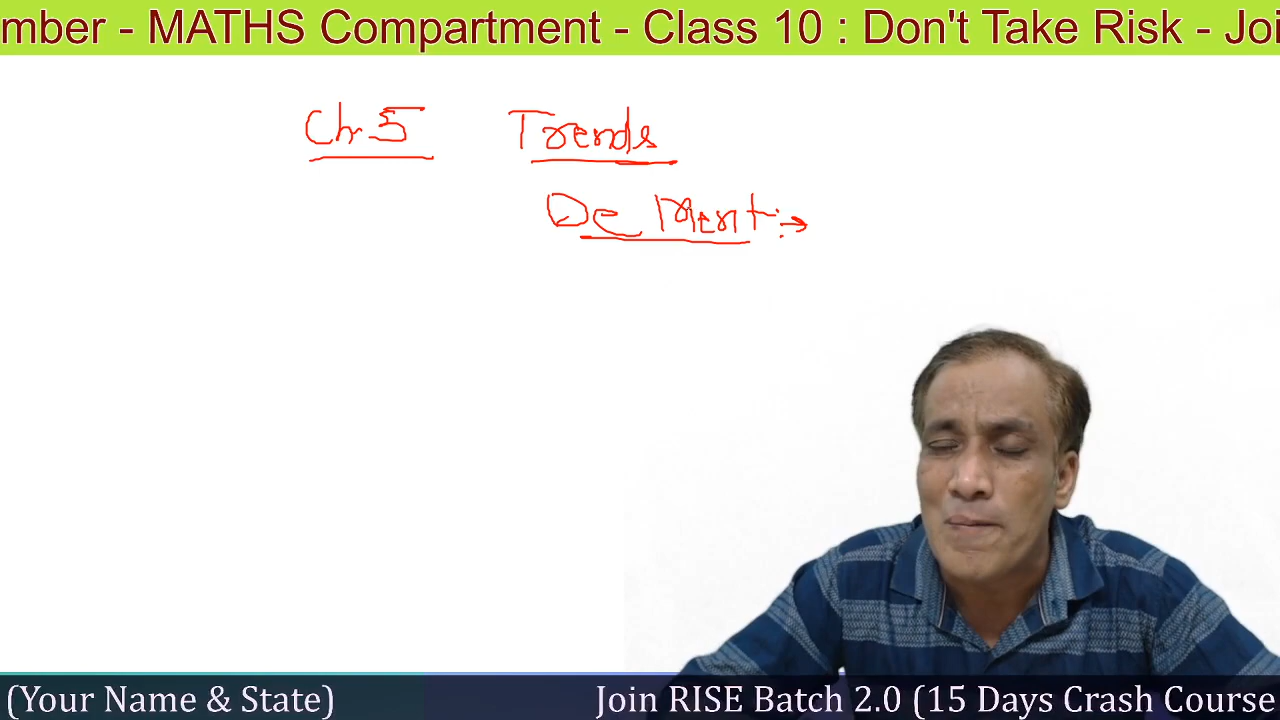 mber - MATHS Compartment - Class 10 : Don't Take Risk - Joi
Ch.5 Trends
De Merit :→
(Your Name & State) Join RISE Batch 2.0 (15 Days Crash Course